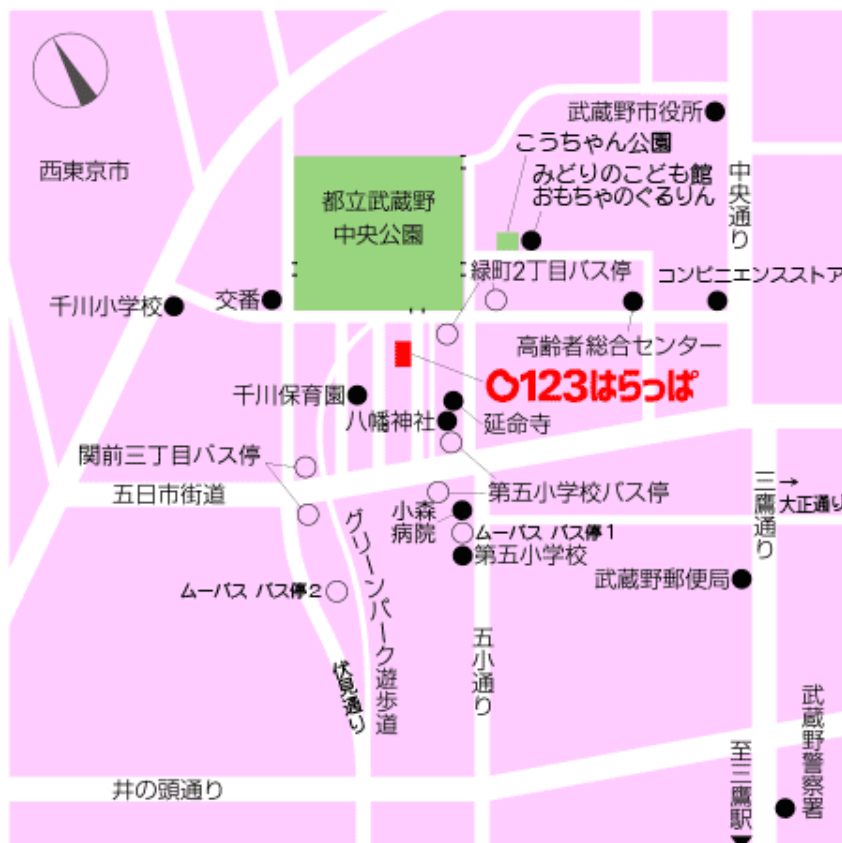 武蔵野市役所
こうちゃん公園
西東京市
みどりのこども館
おもちゃのぐるりん
中央通り
都立武蔵野
中央公園
緑町2丁目バス停
コンビニエンスストア
千川小学校
交番
高齢者総合センター
0123はらっぱ
千川保育園
八幡神社
延命寺
関前三丁目バス停
五日市街道
第五小学校バス停
三鷹通り
→
大正通り
小森
病院
ムーバス バス停1
第五小学校
グリーンパーク遊歩道
武蔵野郵便局
ムーバス バス停2
五小通り
伏見通り
武蔵野警察署
至三鷹駅
井の頭通り